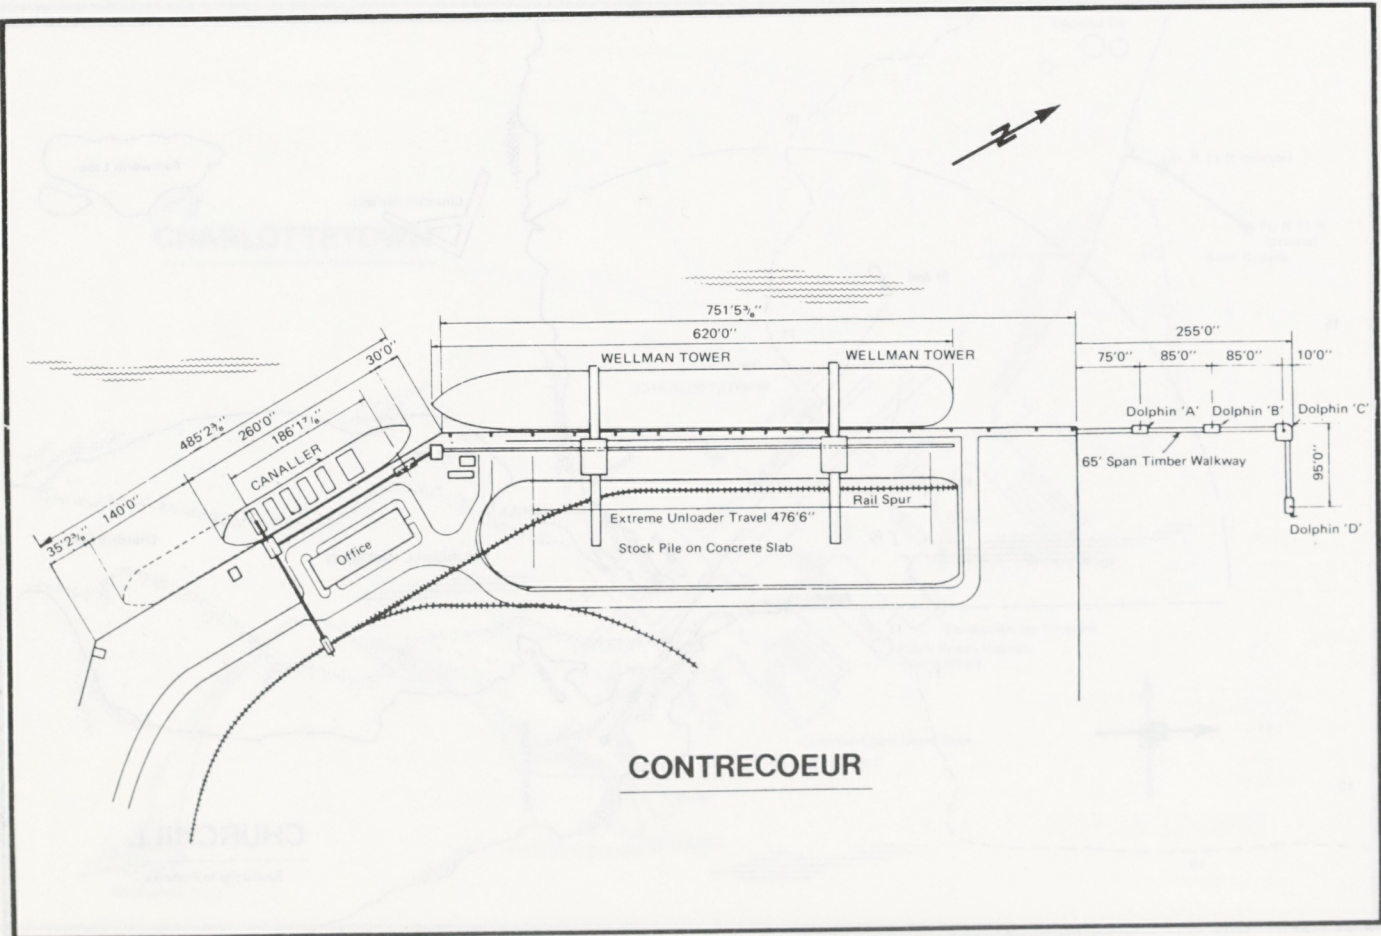 N
751'5⅜"
620'0"
WELLMAN TOWER
WELLMAN TOWER
255'0"
75'0"
85'0"
85'0"
10'0"
Dolphin 'A'
Dolphin 'B'
Dolphin 'C'
65' Span Timber Walkway
95'0"
Dolphin 'D'
30'0"
485'2⅜"
260'0"
186'1⅞"
CANALLER
140'0"
35'2⅜"
Office
Rail Spur
Extreme Unloader Travel 476'6"
Stock Pile on Concrete Slab
CONTRECOEUR